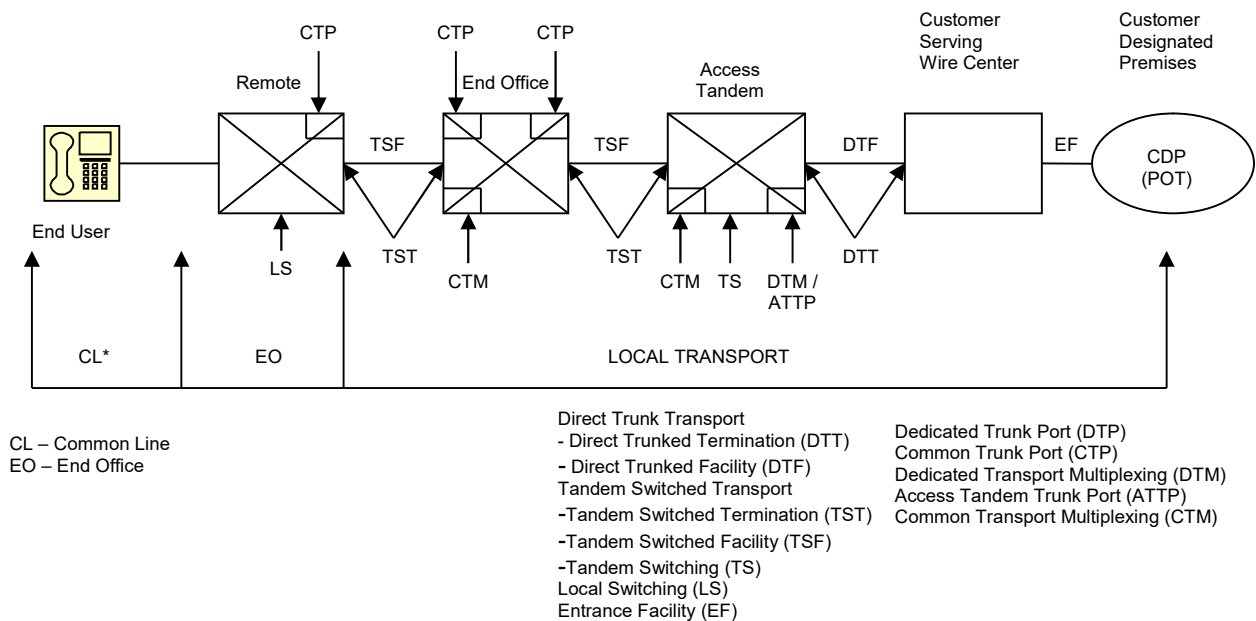 Customer
Serving
Wire Center
Customer
Designated
Premises
CTP
CTP
CTP
Remote
End Office
Access
Tandem
TSF
TSF
DTF
EF
CDP
(POT)
End User
LS
TST
CTM
TST
CTM
TS
DTM /
ATTP
DTT
CL*
EO
LOCAL TRANSPORT
CL – Common Line
EO – End Office
Direct Trunk Transport
- Direct Trunked Termination (DTT)
- Direct Trunked Facility (DTF)
Tandem Switched Transport
-Tandem Switched Termination (TST)
-Tandem Switched Facility (TSF)
-Tandem Switching (TS)
Local Switching (LS)
Entrance Facility (EF)
Dedicated Trunk Port (DTP)
Common Trunk Port (CTP)
Dedicated Transport Multiplexing (DTM)
Access Tandem Trunk Port (ATTP)
Common Transport Multiplexing (CTM)